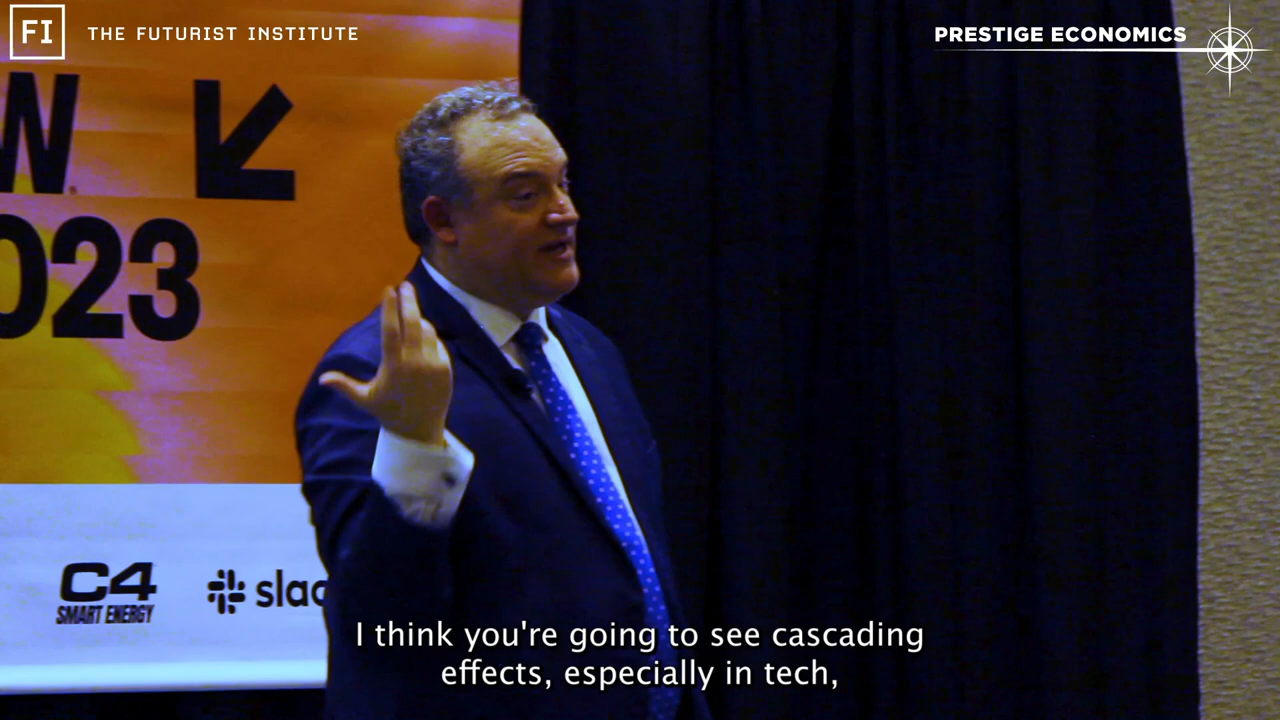 FI THE FUTURIST INSTITUTE
PRESTIGE ECONOMICS
W.
023
C4
SMART ENERGY
slac
I think you're going to see cascading
effects, especially in tech,